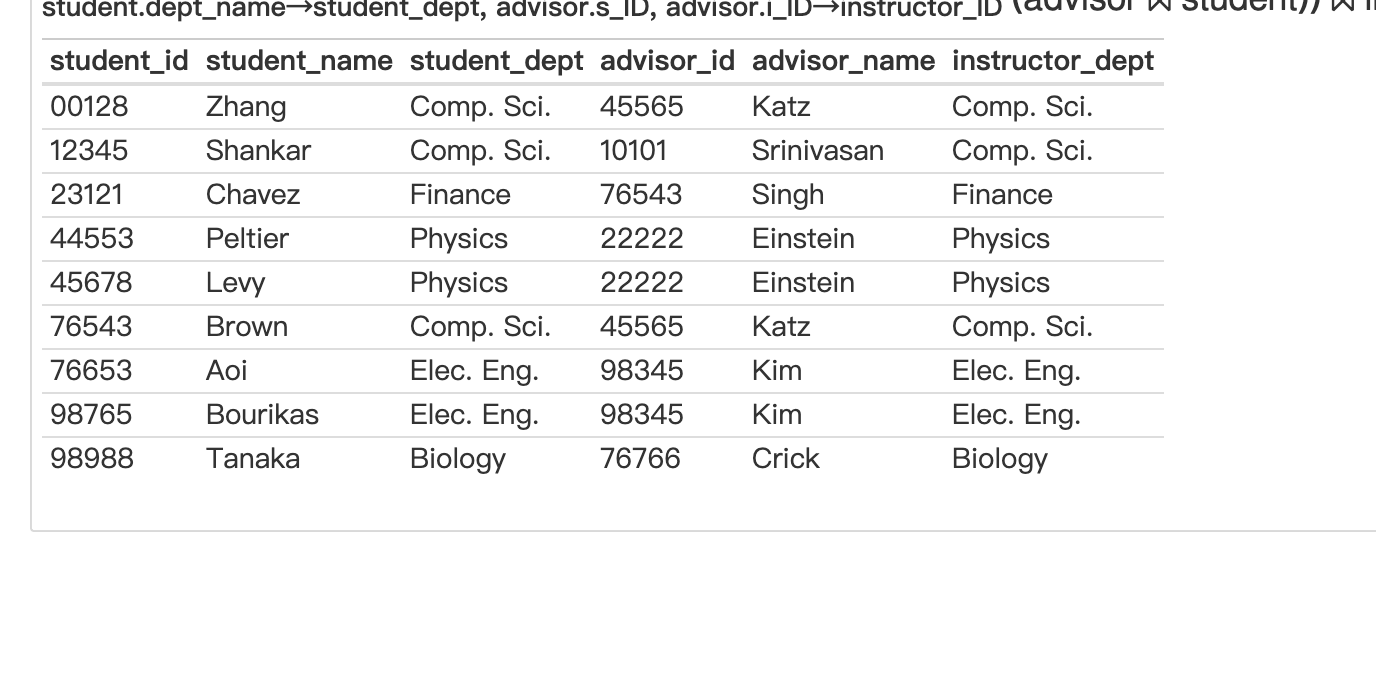 student.dept_name→student_dept, advisor.s_ID, advisor.i_ID→instructor_ID (advisor ⋈ student)) ⋈
student_id student_name student_dept advisor_id advisor_name instructor_dept
00128 Zhang Comp. Sci. 45565 Katz Comp. Sci.
12345 Shankar Comp. Sci. 10101 Srinivasan Comp. Sci.
23121 Chavez Finance 76543 Singh Finance
44553 Peltier Physics 22222 Einstein Physics
45678 Levy Physics 22222 Einstein Physics
76543 Brown Comp. Sci. 45565 Katz Comp. Sci.
76653 Aoi Elec. Eng. 98345 Kim Elec. Eng.
98765 Bourikas Elec. Eng. 98345 Kim Elec. Eng.
98988 Tanaka Biology 76766 Crick Biology